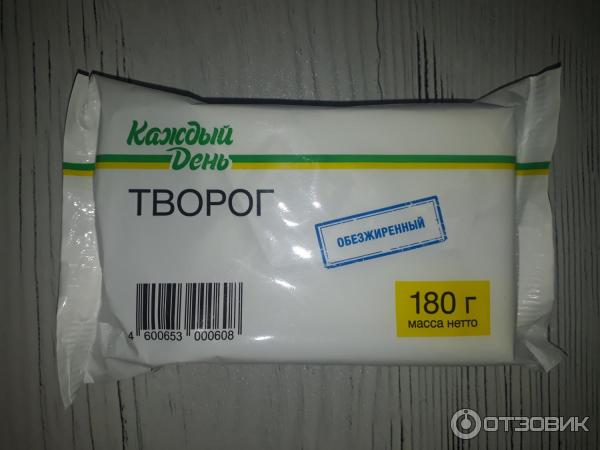 Каждый
День
ТВОРОГ
ОБЕЗЖИРЕННЫЙ
180 г
масса нетто
4 600653 000608
ОТЗОВИК